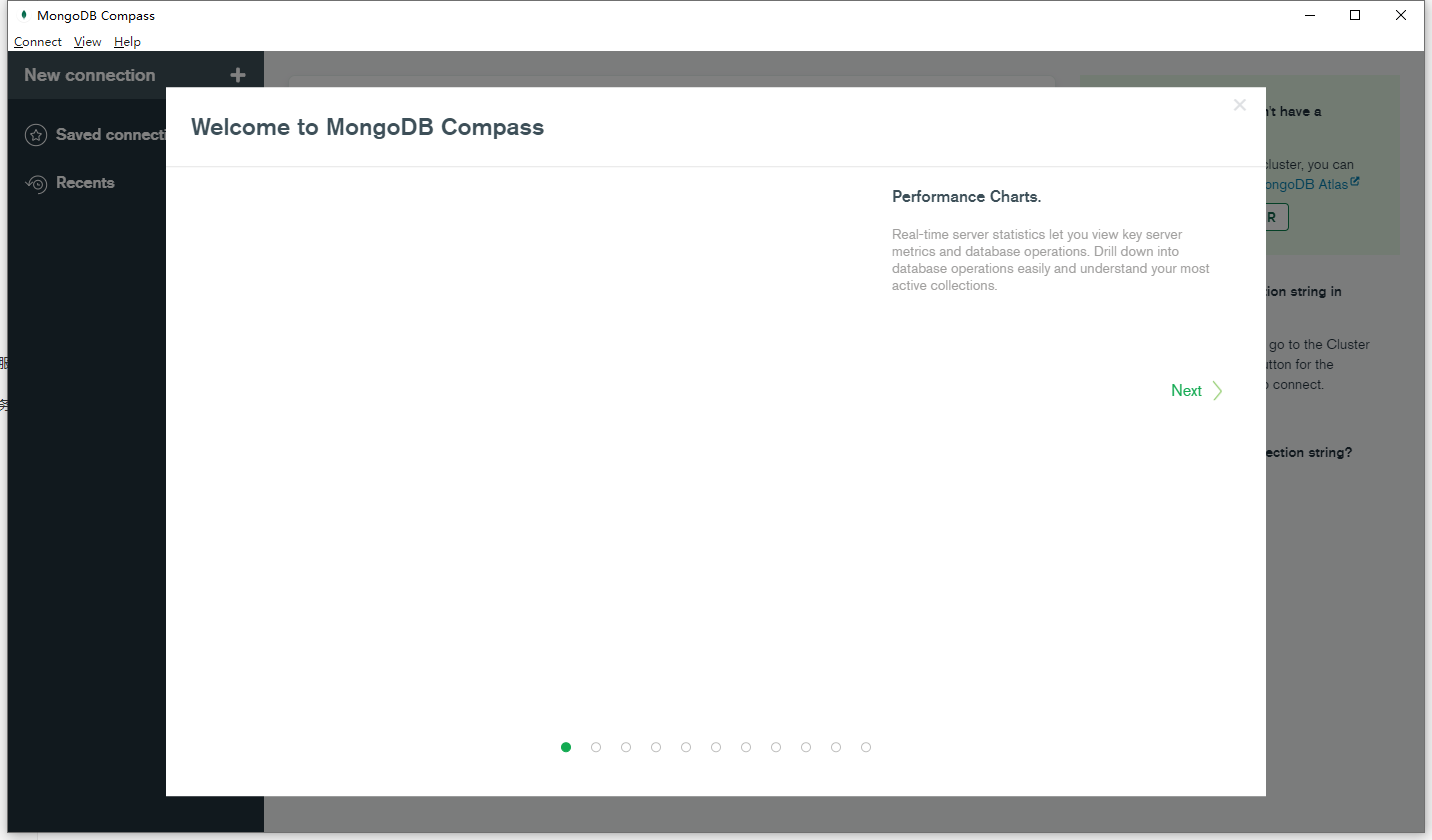 MongoDB Compass
Connect View Help
New connection
Saved connecti
Recents
Welcome to MongoDB Compass
Performance Charts.
Real-time server statistics let you view key server
metrics and database operations. Drill down into
database operations easily and understand your most
active collections.
Next
't have a
cluster, you can
ongoDB Atlas
R
tion string in
go to the Cluster
utton for the
o connect.
ection string?
服
务